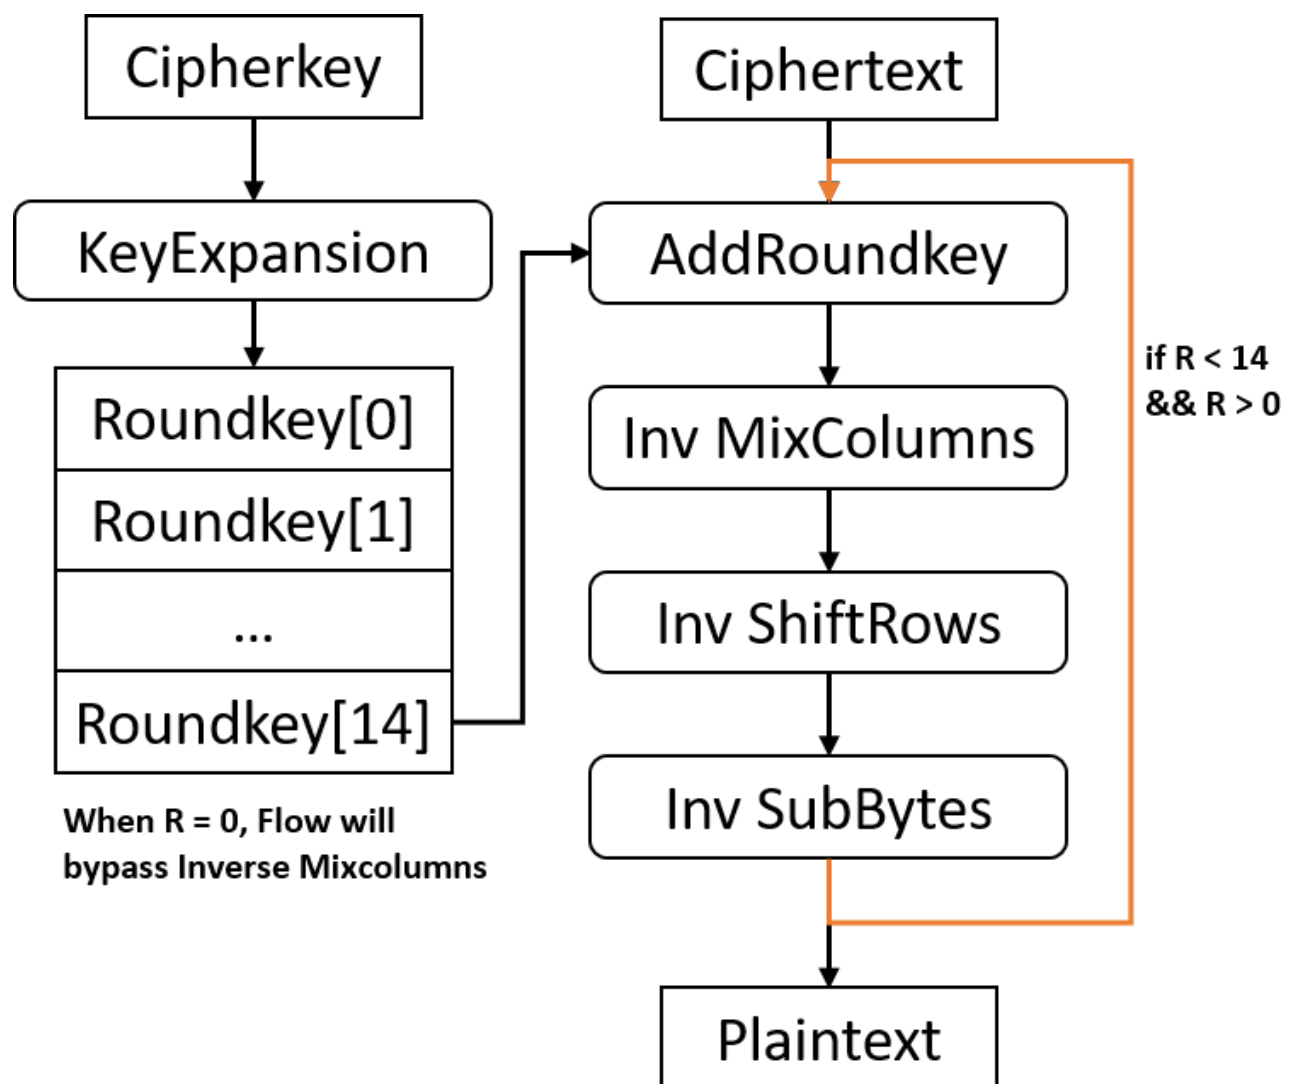 Cipherkey
KeyExpansion
Roundkey[0]
Roundkey[1]
...
Roundkey[14]
When R = 0, Flow will
bypass Inverse Mixcolumns
Ciphertext
AddRoundkey
Inv MixColumns
Inv ShiftRows
Inv SubBytes
Plaintext
if R < 14
&& R > 0